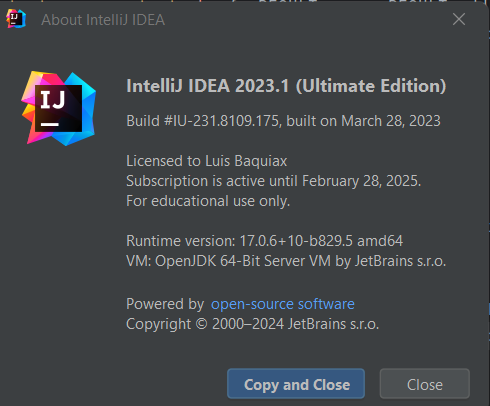 About IntelliJ IDEA
IJ
IntelliJ IDEA 2023.1 (Ultimate Edition)
Build #IU-231.8109.175, built on March 28, 2023
Licensed to Luis Baquiax
Subscription is active until February 28, 2025.
For educational use only.
Runtime version: 17.0.6+10-b829.5 amd64
VM: OpenJDK 64-Bit Server VM by JetBrains s.r.o.
Powered by open-source software
Copyright © 2000–2024 JetBrains s.r.o.
Copy and Close
Close